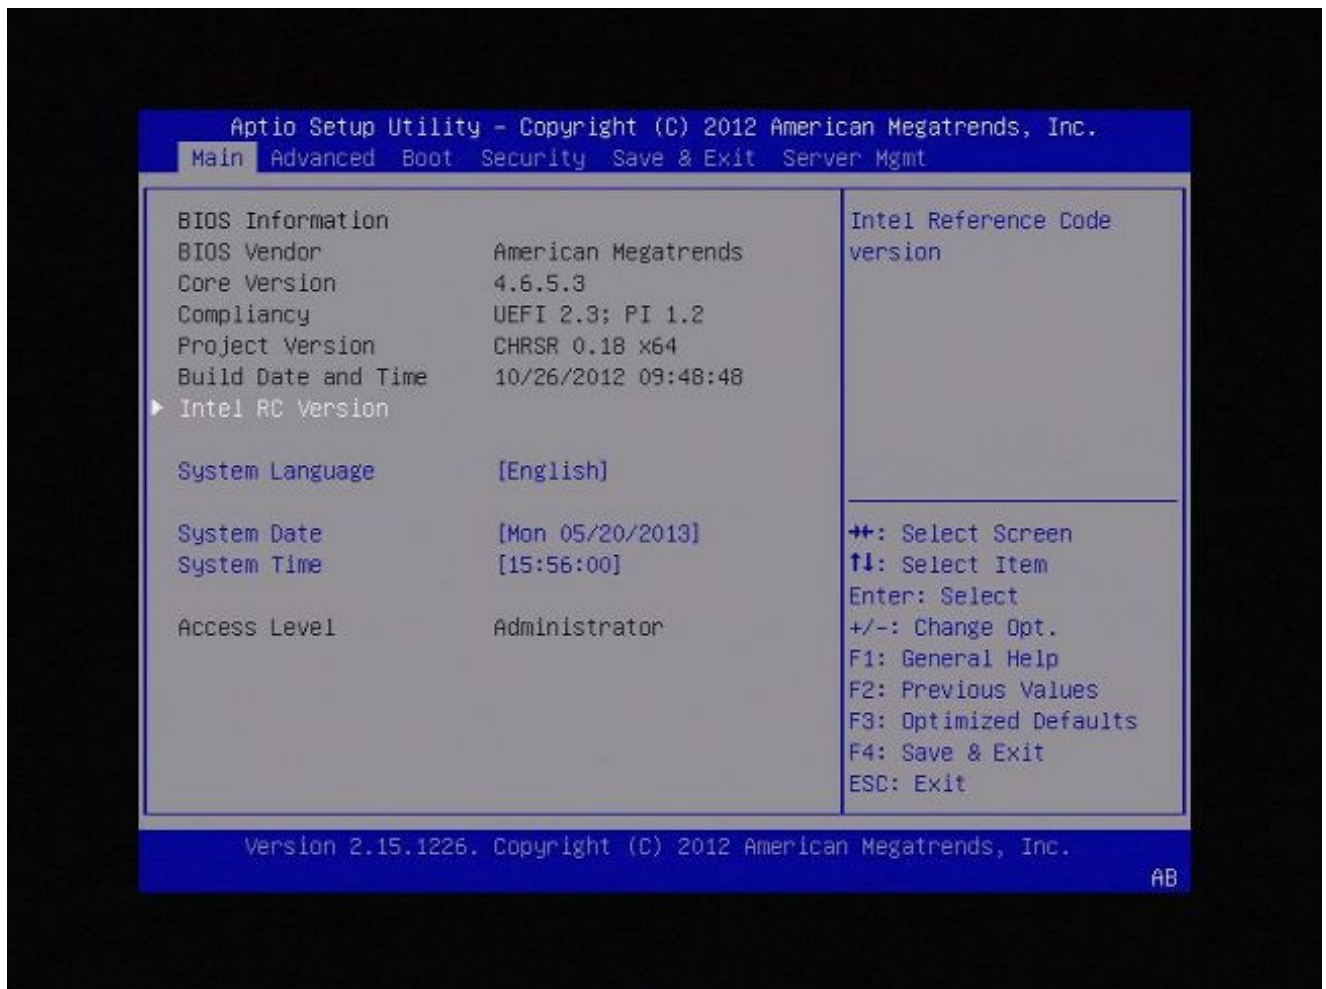 Aptio Setup Utility – Copyright (C) 2012 American Megatrends, Inc.
Main Advanced Boot Security Save & Exit Server Mgmt
BIOS Information
BIOS Vendor American Megatrends
Core Version 4.6.5.3
Compliancy UEFI 2.3; PI 1.2
Project Version CHRSR 0.18 x64
Build Date and Time 10/26/2012 09:48:48
► Intel RC Version
System Language [English]
System Date [Mon 05/20/2013]
System Time [15:56:00]
Access Level Administrator
Intel Reference Code
version
→←: Select Screen
↑↓: Select Item
Enter: Select
+/-: Change Opt.
F1: General Help
F2: Previous Values
F3: Optimized Defaults
F4: Save & Exit
ESC: Exit
Version 2.15.1226. Copyright (C) 2012 American Megatrends, Inc.
AB